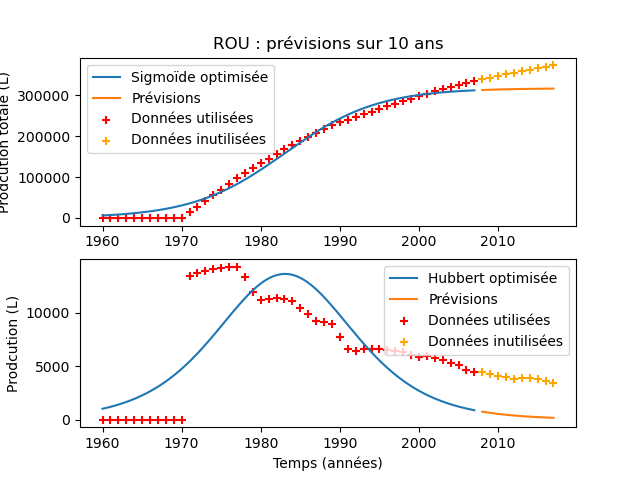 ROU : prévisions sur 10 ans
Prodcution totale (L)
300000
200000
100000
0
Sigmoïde optimisée
Prévisions
Données utilisées
Données inutilisées
1960 1970 1980 1990 2000 2010
Prodcution (L)
10000
5000
0
Hubbert optimisée
Prévisions
Données utilisées
Données inutilisées
1960 1970 1980 1990 2000 2010
Temps (années)